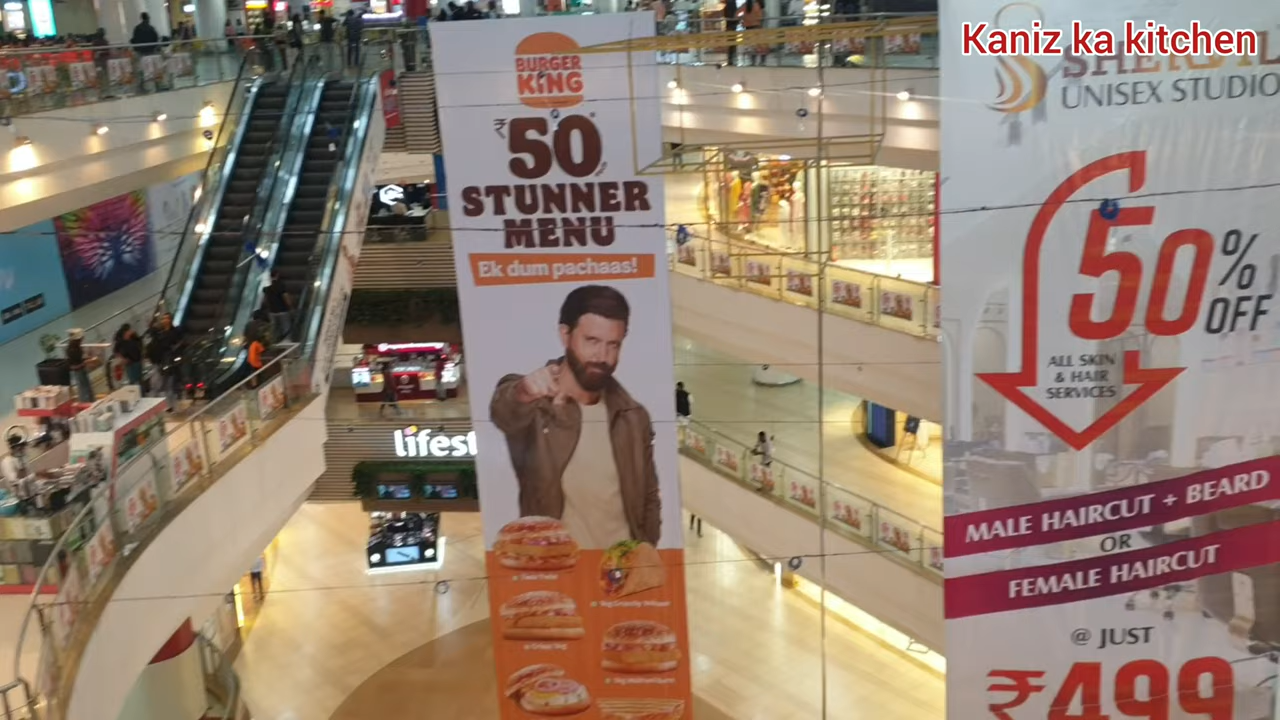 Kaniz ka kitchen
BURGER
KING
₹50
STUNNER
MENU
Ek dum pachaas!
lifest
UNISEX STUDIO
50%
OFF
ALL SKIN
& HAIR
SERVICES
MALE HAIRCUT + BEARD
OR
FEMALE HAIRCUT
@ JUST
₹499